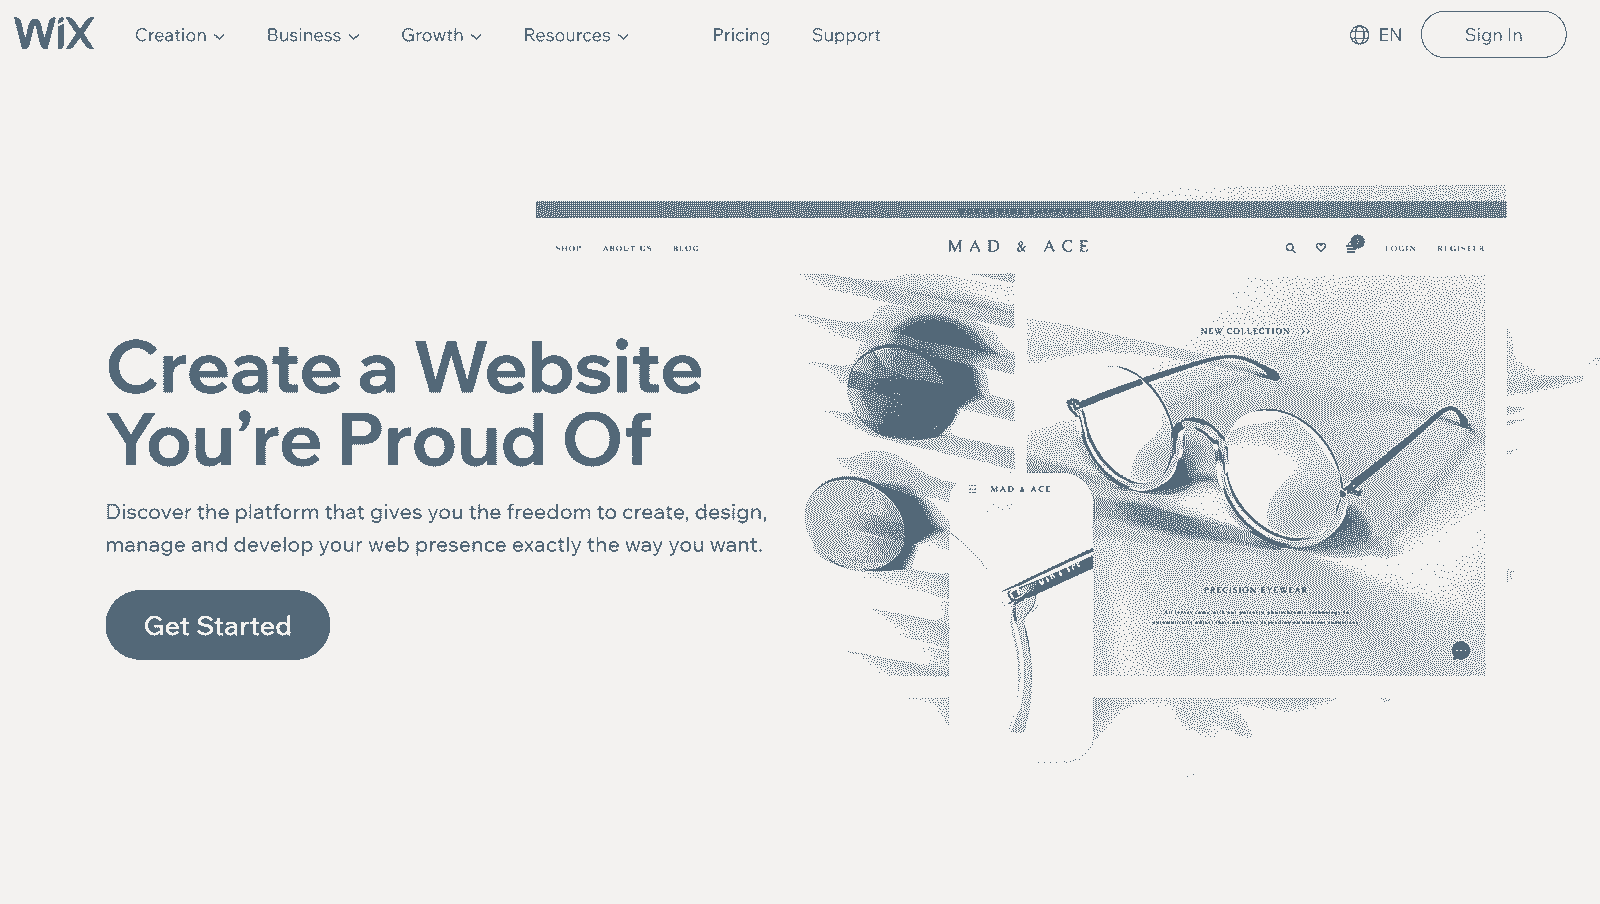 WiX
Creation
Business
Growth
Resources
Pricing
Support
EN
Sign In
SHOP
ABOUT US
BLOG
MAD & ACE
LOGIN
REGISTER
NEW COLLECTION >>
Create a Website
You're Proud Of
MAD & ACE
Discover the platform that gives you the freedom to create, design,
manage and develop your web presence exactly the way you want.
PRECISION EYEWEAR
Get Started